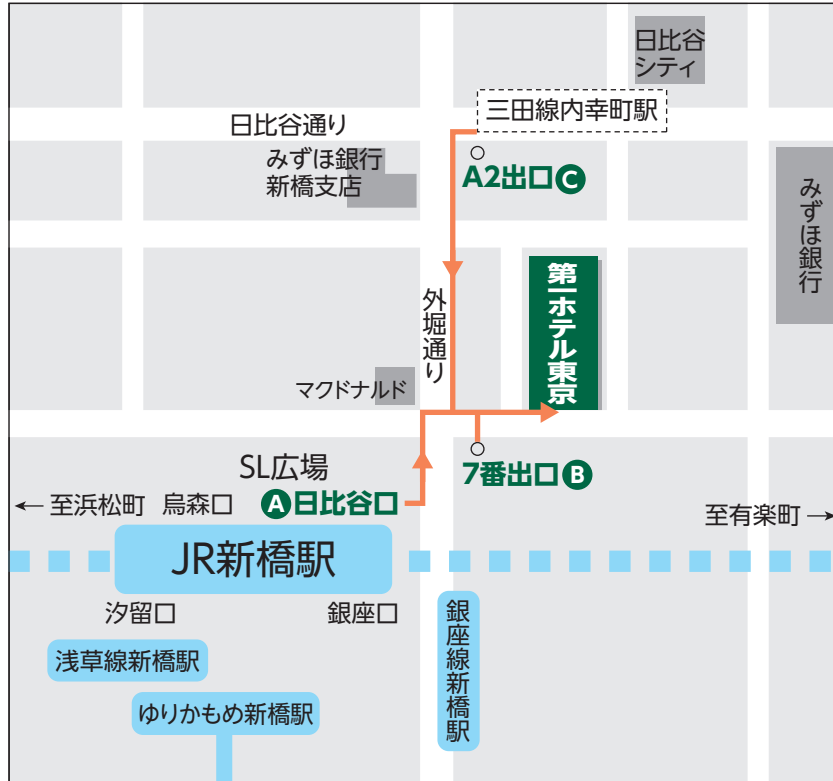 日比谷
シティ
三田線内幸町駅
日比谷通り
みずほ銀行
新橋支店
A2出口C
みずほ銀行
第一ホテル東京
外堀通り
マクドナルド
SL広場
7番出口B
←至浜松町
烏森口
A日比谷口
至有楽町→
JR新橋駅
汐留口
銀座口
銀座線新橋駅
浅草線新橋駅
ゆりかもめ新橋駅